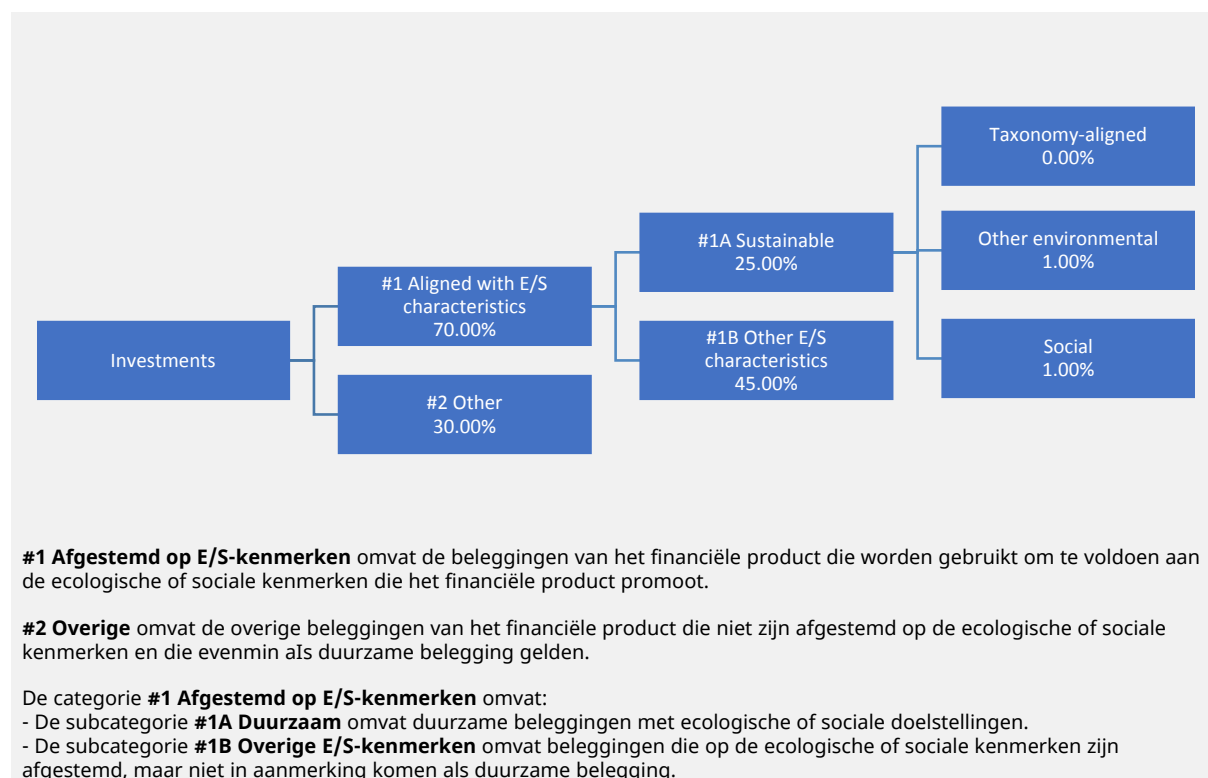 Taxonomy-aligned
0.00%
#1A Sustainable
25.00%
Other environmental
1.00%
#1 Aligned with E/S
characteristics
70.00%
Investments
#1B Other E/S
characteristics
45.00%
Social
1.00%
#2 Other
30.00%
#1 Afgestemd op E/S-kenmerken omvat de beleggingen van het financiële product die worden gebruikt om te voldoen aan
de ecologische of sociale kenmerken die het financiële product promoot.
#2 Overige omvat de overige beleggingen van het financiële product die niet zijn afgestemd op de ecologische of sociale
kenmerken en die evenmin aIs duurzame belegging gelden.
De categorie #1 Afgestemd op E/S-kenmerken omvat:
- De subcategorie #1A Duurzaam omvat duurzame beleggingen met ecologische of sociale doelstellingen.
- De subcategorie #1B Overige E/S-kenmerken omvat beleggingen die op de ecologische of sociale kenmerken zijn
afgestemd, maar niet in aanmerking komen als duurzame belegging.